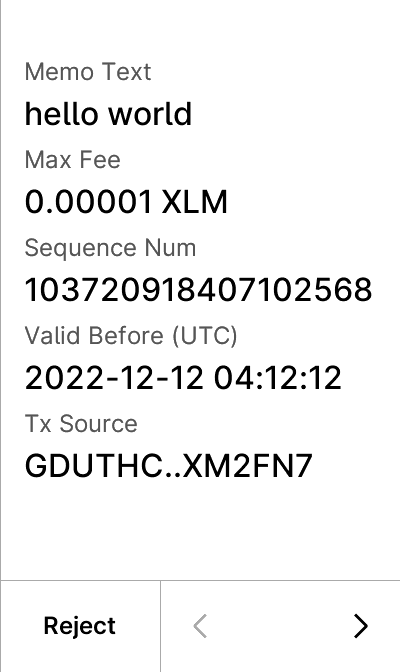 Memo Text
hello world
Max Fee
0.00001 XLM
Sequence Num
103720918407102568
Valid Before (UTC)
2022-12-12 04:12:12
Tx Source
GDUTHC..XM2FN7
Reject